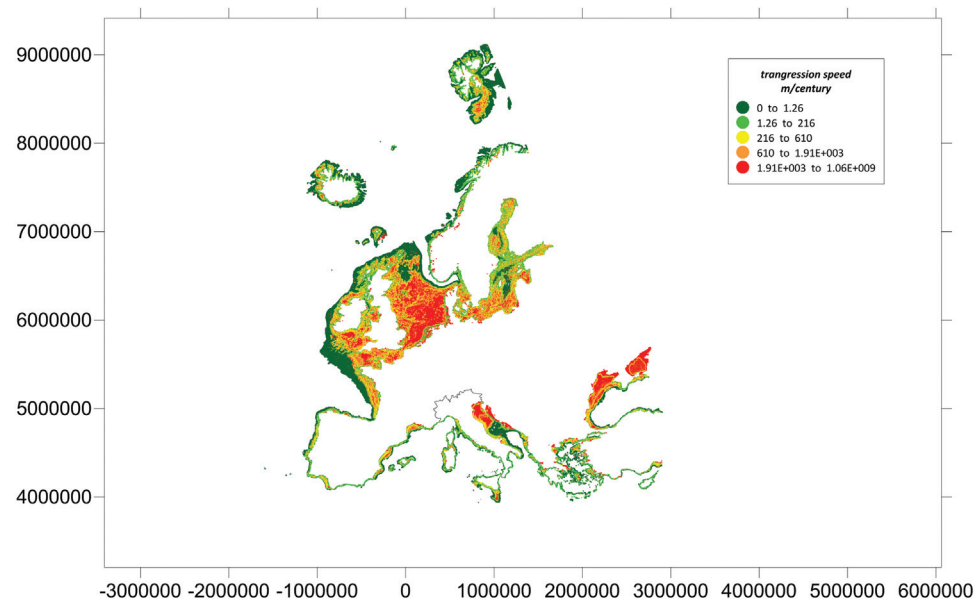 9000000
8000000
7000000
6000000
5000000
4000000
trangression speed
m/century
0 to 1.26
1.26 to 216
216 to 610
610 to 1.91E+003
1.91E+003 to 1.06E+009
-3000000 -2000000 -1000000 0 1000000 2000000 3000000 4000000 5000000 6000000